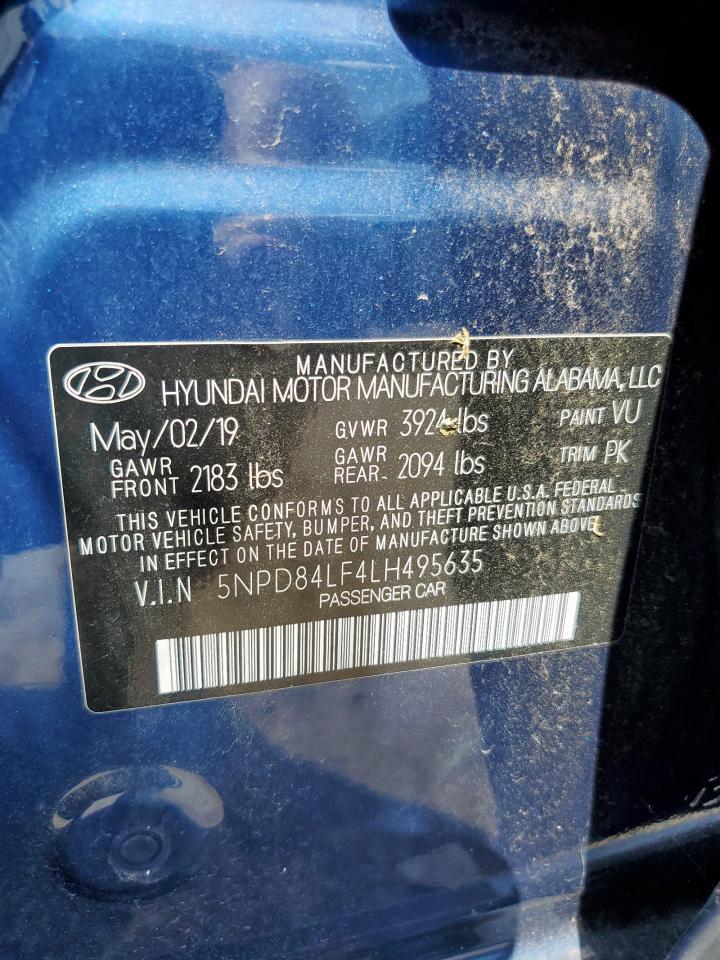 MANUFACTURED BY
HYUNDAI MOTOR MANUFACTURING ALABAMA, LLC
May/02/19 GVWR 3924 lbs PAINT VU
GAWR FRONT 2183 lbs GAWR REAR 2094 lbs TRIM PK
THIS VEHICLE CONFORMS TO ALL APPLICABLE U.S.A. FEDERAL
MOTOR VEHICLE SAFETY, BUMPER, AND THEFT PREVENTION STANDARDS
IN EFFECT ON THE DATE OF MANUFACTURE SHOWN ABOVE
V.I.N 5NPD84LF4LH495635
PASSENGER CAR